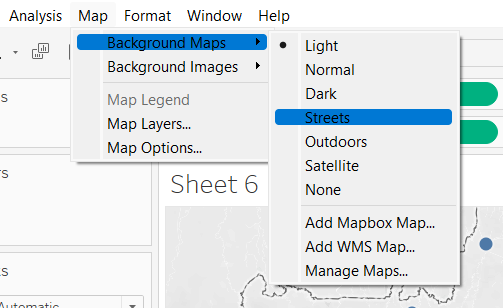 Analysis Map Format Window Help
Background Maps
Background Images
Map Legend
Map Layers...
Map Options...
Light
Normal
Dark
Streets
Outdoors
Satellite
None
Add Mapbox Map...
Add WMS Map...
Manage Maps...
Sheet 6
Automatic